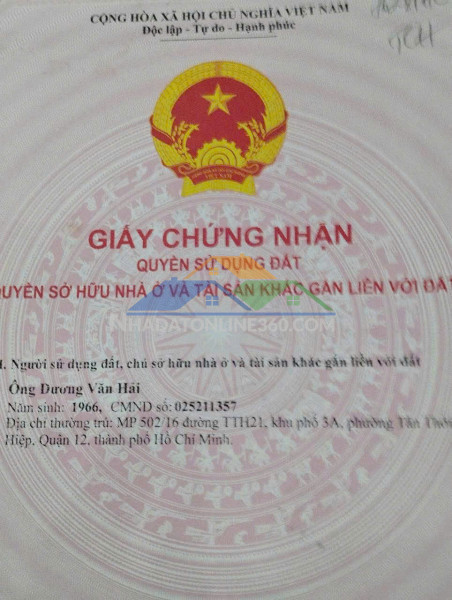 CỘNG HÒA XÃ HỘI CHỦ NGHĨA VIỆT NAM
Độc lập - Tự do - Hạnh phúc
TCH
GIẤY CHỨNG NHẬN
QUYỀN SỬ DỤNG ĐẤT
QUYỀN SỞ HỮU NHÀ Ở VÀ TÀI SẢN KHÁC GẮN LIỀN VỚI ĐẤT
NHADATONLINE360.COM
I. Người sử dụng đất, chủ sở hữu nhà ở và tài sản khác gắn liền với đất
Ông Dương Văn Hải
Năm sinh: 1966, CMND số: 025211357
Địa chỉ thường trú: MP 502/16 đường TTH21, khu phố 3A, phường Tân Thới
Hiệp, Quận 12, thành phố Hồ Chí Minh.